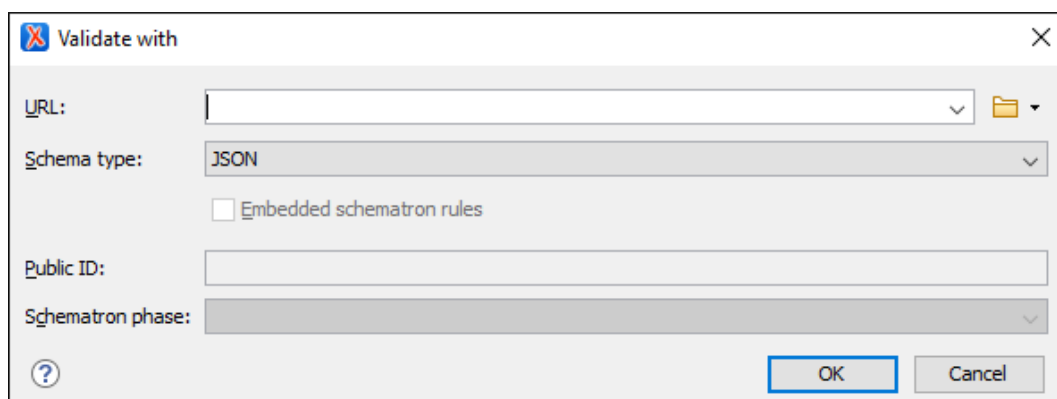 Validate with
URL:
Schema type: JSON
Embedded schematron rules
Public ID:
Schematron phase:
? OK Cancel